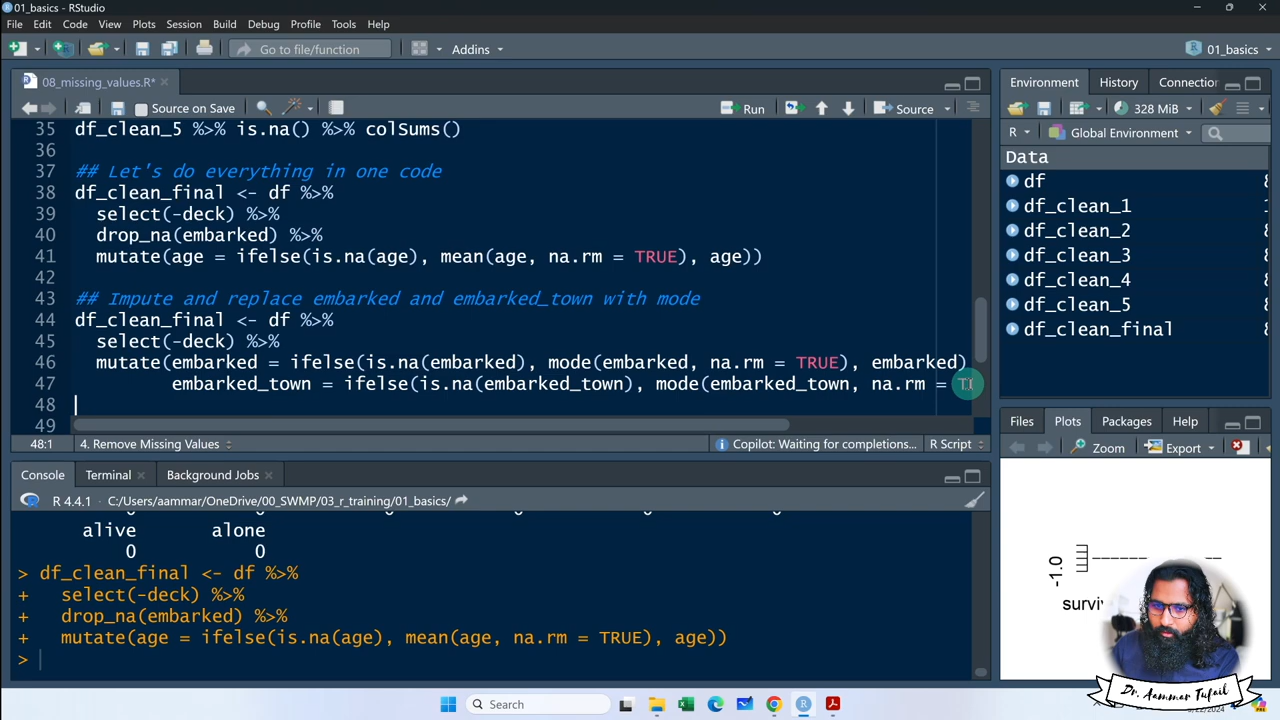 01_basics - RStudio
File Edit Code View Plots Session Build Debug Profile Tools Help
Go to file/function Addins 01_basics
08_missing_values.R*
Source on Save Run Source
35 df_clean_5 %>% is.na() %>% colSums()
36
37 ## Let's do everything in one code
38 df_clean_final <- df %>%
39 select(-deck) %>%
40 drop_na(embarked) %>%
41 mutate(age = ifelse(is.na(age), mean(age, na.rm = TRUE), age))
42
43 ## Impute and replace embarked and embarked_town with mode
44 df_clean_final <- df %>%
45 select(-deck) %>%
46 mutate(embarked = ifelse(is.na(embarked), mode(embarked, na.rm = TRUE), embarked)
47 embarked_town = ifelse(is.na(embarked_town), mode(embarked_town, na.rm =
48
49
48:1 4. Remove Missing Values Copilot: Waiting for completions... R Script
Console Terminal Background Jobs
R 4.4.1 · C:/Users/aammar/OneDrive/00_SWMP/03_r_training/01_basics/
alive alone
0 0
> df_clean_final <- df %>%
+ select(-deck) %>%
+ drop_na(embarked) %>%
+ mutate(age = ifelse(is.na(age), mean(age, na.rm = TRUE), age))
>
Environment History Connection
328 MiB
R Global Environment
Data
df
df_clean_1
df_clean_2
df_clean_3
df_clean_4
df_clean_5
df_clean_final
Files Plots Packages Help
Zoom Export
-1.0
Dr. Aammar Tufail
Search